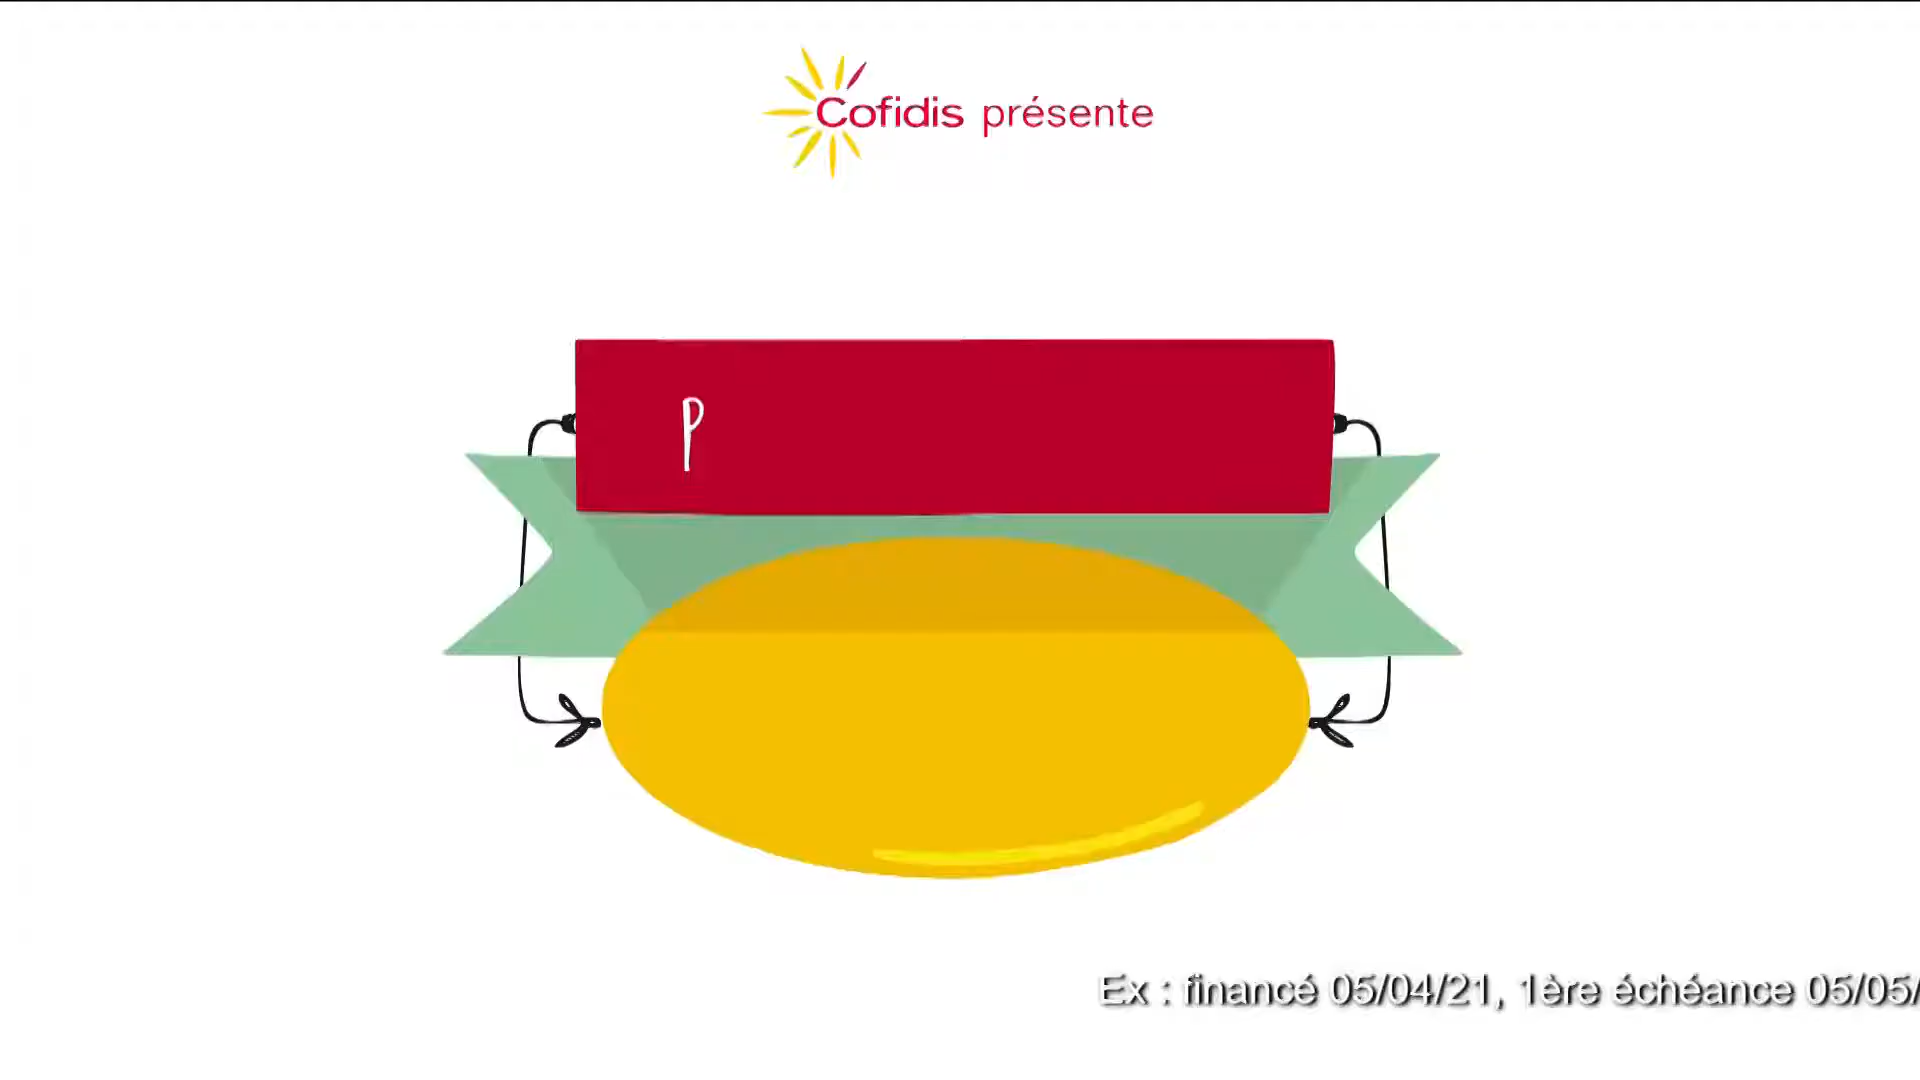 Cofidis présente
P
Ex : financé 05/04/21, 1ère échéance 05/05/